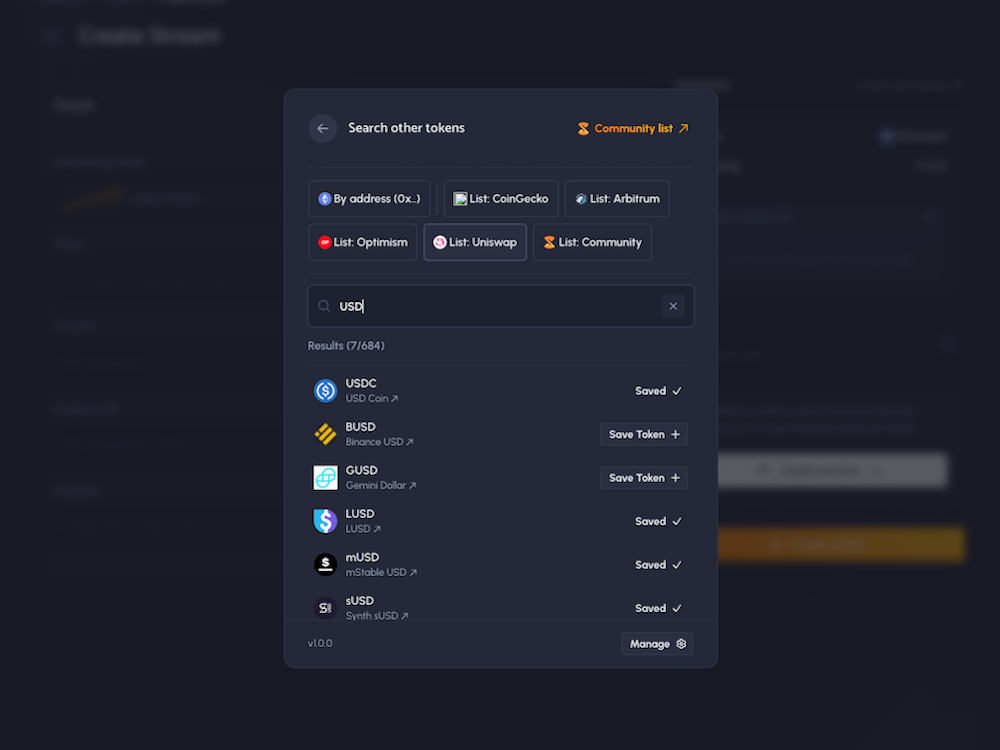 Create Stream
Search other tokens
Community list
By address (0x..)
List: CoinGecko
List: Arbitrum
List: Optimism
List: Uniswap
List: Community
USD
Results (7/684)
USDC
USD Coin
Saved
BUSD
Binance USD
Save Token
GUSD
Gemini Dollar
Save Token
LUSD
LUSD
Saved
mUSD
mStable USD
Saved
sUSD
Synth sUSD
Saved
v1.0.0
Manage